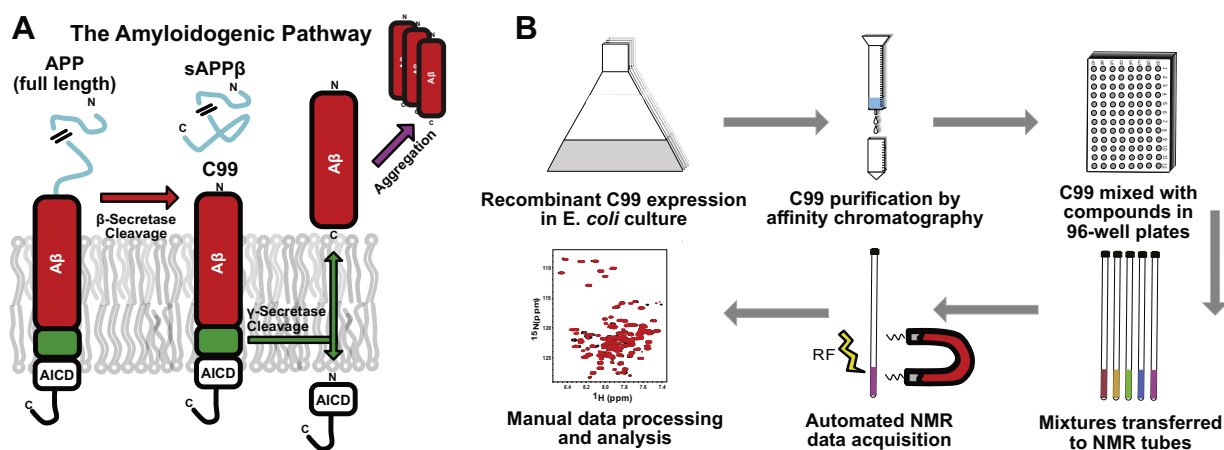 A
The Amyloidogenic Pathway
APP
(full length)
N
sAPPβ
N
C
C99
N
Aβ
β-Secretase
Cleavage
Aβ
Aβ
N
Aβ
C
Aβ
N
C
Aggregation
γ-Secretase
Cleavage
AICD
C
AICD
C
N
AICD
C
B
Recombinant C99 expression
in E. coli culture
C99 purification by
affinity chromatography
C99 mixed with
compounds in
96-well plates
Mixtures transferred
to NMR tubes
RF
Automated NMR
data acquisition
110
115
120
125
15N(ppm)
8.4
8.2
8.0
7.8
7.6
7.4
1H (ppm)
Manual data processing
and analysis